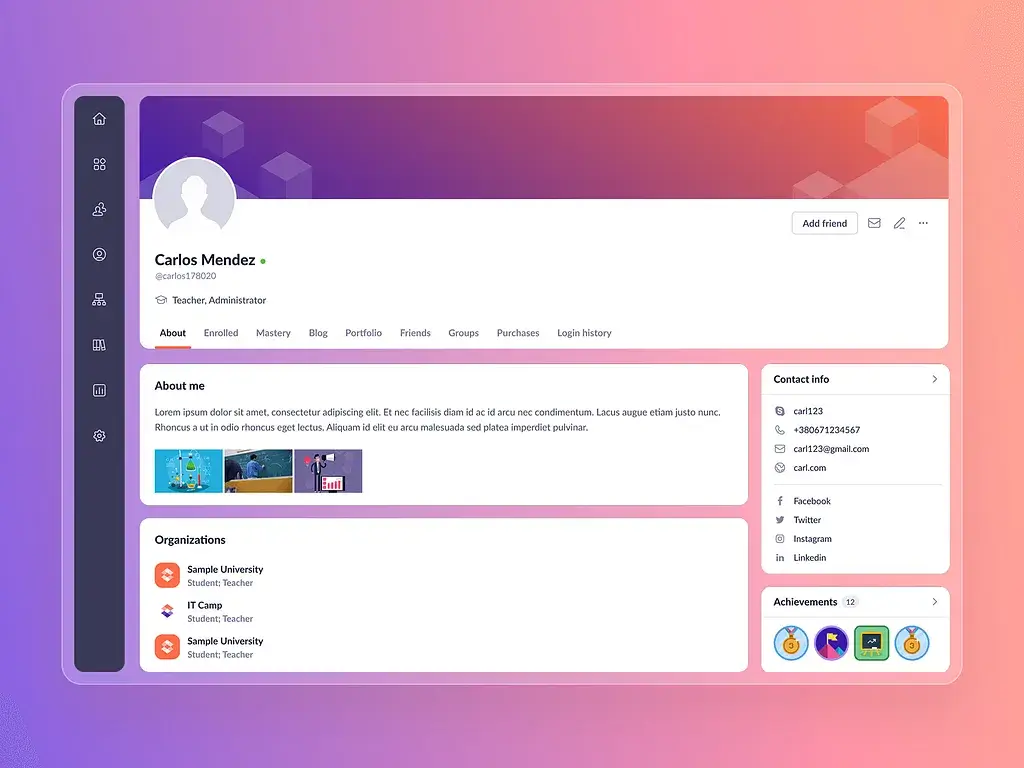 Add friend
Carlos Mendez
@carlos178020
Teacher, Administrator
About Enrolled Mastery Blog Portfolio Friends Groups Purchases Login history
About me
Lorem ipsum dolor sit amet, consectetur adipiscing elit. Et nec facilisis diam id ac id arcu nec condimentum. Lacus augue etiam justo nunc.
Rhoncus a ut in odio rhoncus eget lectus. Aliquam id elit eu arcu malesuada sed platea imperdiet pulvinar.
Organizations
Sample University
Student; Teacher
IT Camp
Student; Teacher
Sample University
Student; Teacher
Contact info
carl123
+380671234567
carl123@gmail.com
carl.com
Facebook
Twitter
Instagram
Linkedin
Achievements 12
3
3